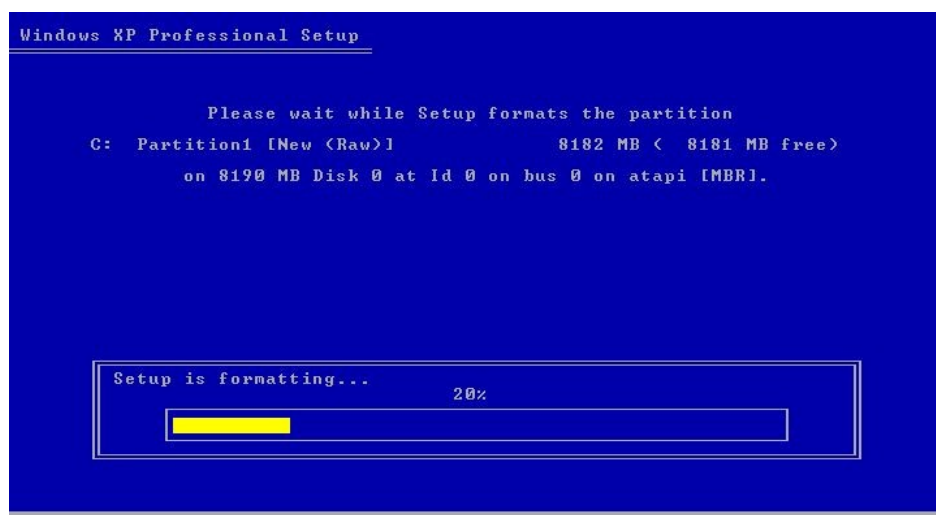 Windows XP Professional Setup
Please wait while Setup formats the partition
C: Partition1 [New (Raw)] 8182 MB ( 8181 MB free)
on 8190 MB Disk 0 at Id 0 on bus 0 on atapi [MBR].
Setup is formatting...
20%